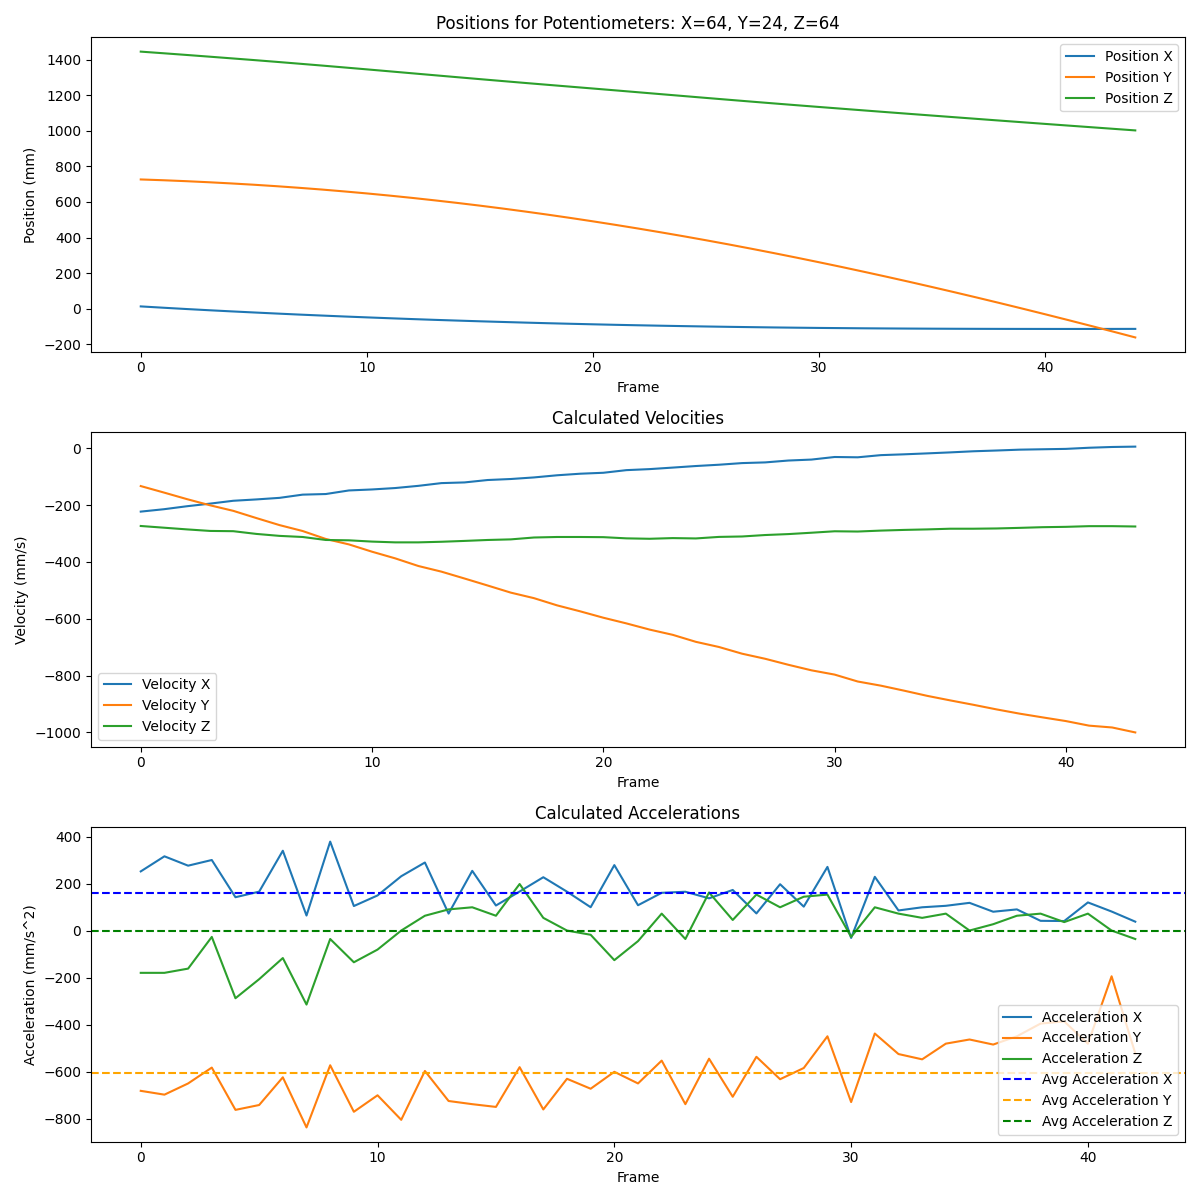 Positions for Potentiometers: X=64, Y=24, Z=64
Position (mm)
1400
1200
1000
800
600
400
200
0
−200
Position X
Position Y
Position Z
0 10 20 30 40
Frame
Calculated Velocities
Velocity (mm/s)
0
−200
−400
−600
−800
−1000
Velocity X
Velocity Y
Velocity Z
0 10 20 30 40
Frame
Calculated Accelerations
Acceleration (mm/s^2)
400
200
0
−200
−400
−600
−800
Acceleration X
Acceleration Y
Acceleration Z
Avg Acceleration X
Avg Acceleration Y
Avg Acceleration Z
0 10 20 30 40
Frame